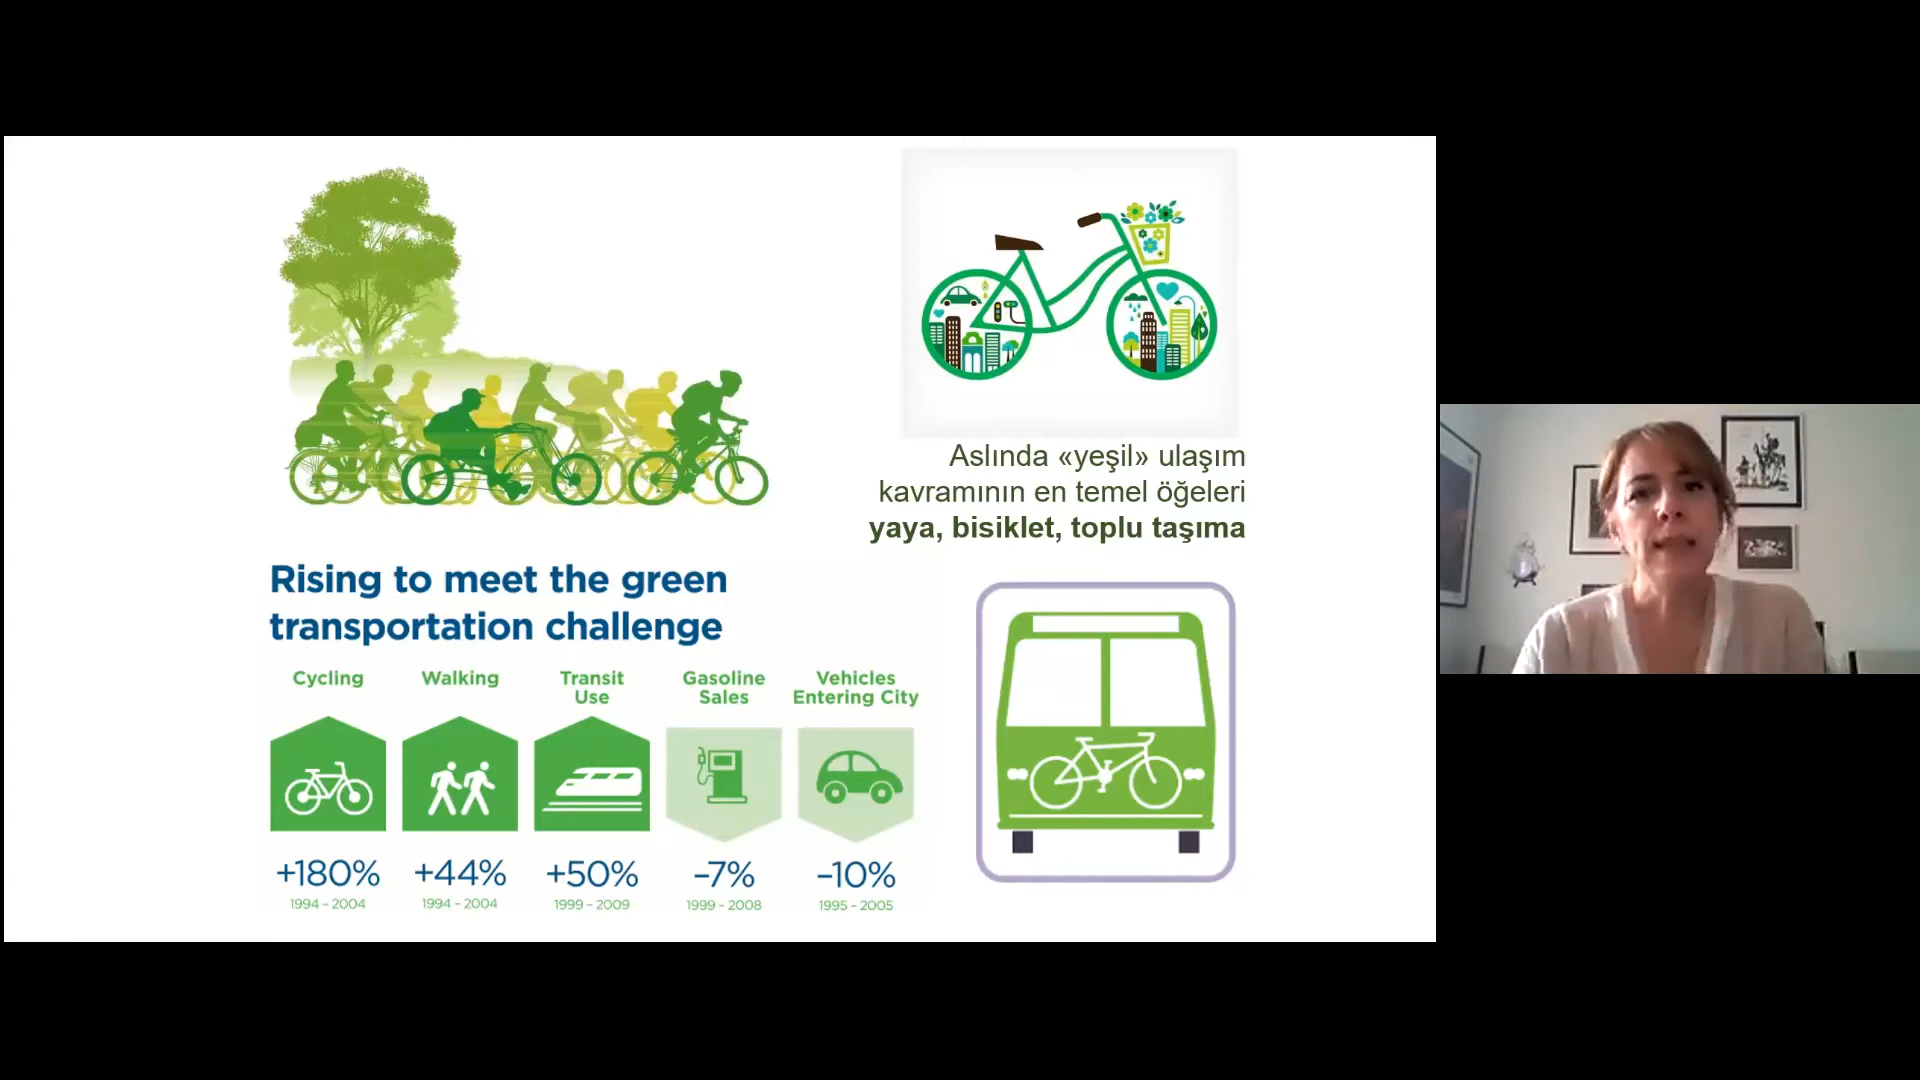 Aslında «yeşil» ulaşım
kavramının en temel öğeleri
yaya, bisiklet, toplu taşıma
Rising to meet the green
transportation challenge
Cycling
Walking
Transit
Use
Gasoline
Sales
Vehicles
Entering City
+180%
+44%
+50%
–7%
–10%
1994 – 2004
1994 – 2004
1999 – 2009
1999 – 2008
1995 – 2005